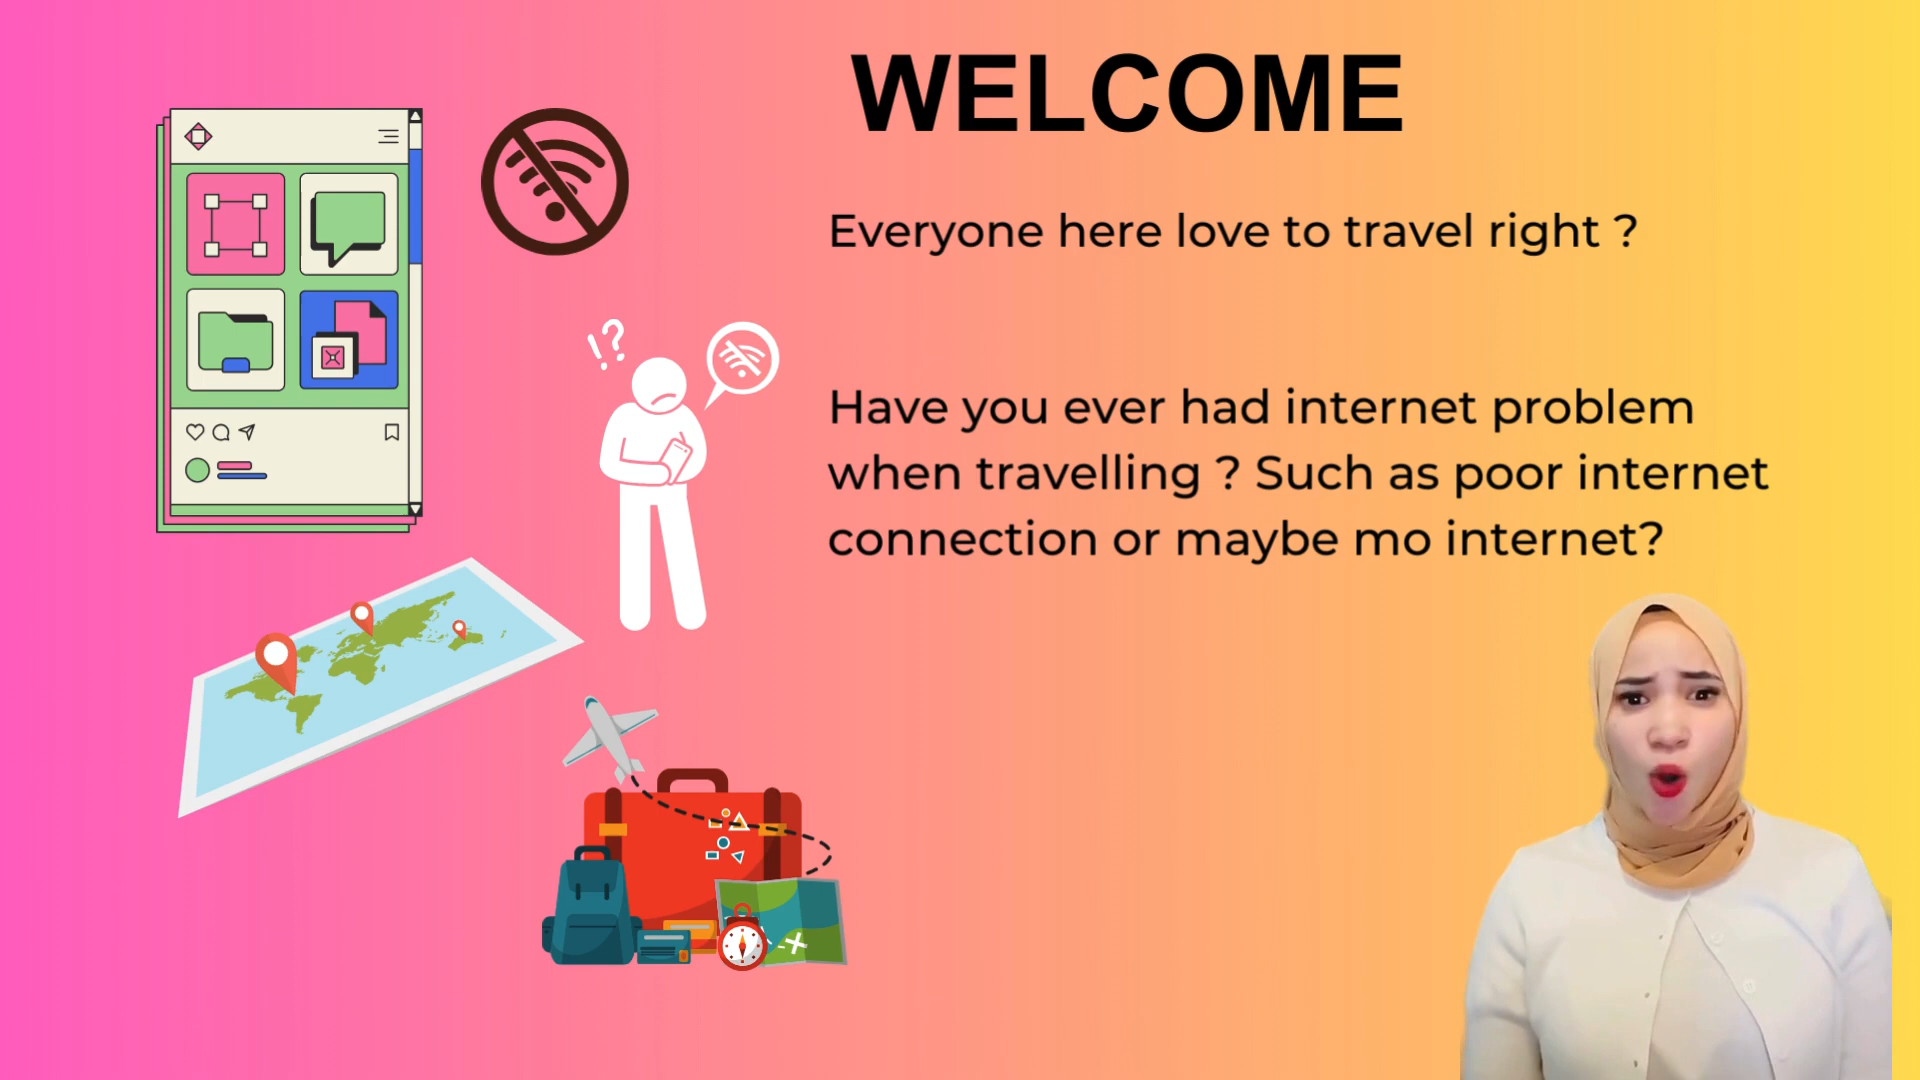 WELCOME
Everyone here love to travel right ?
Have you ever had internet problem
when travelling ? Such as poor internet
connection or maybe mo internet?
!?